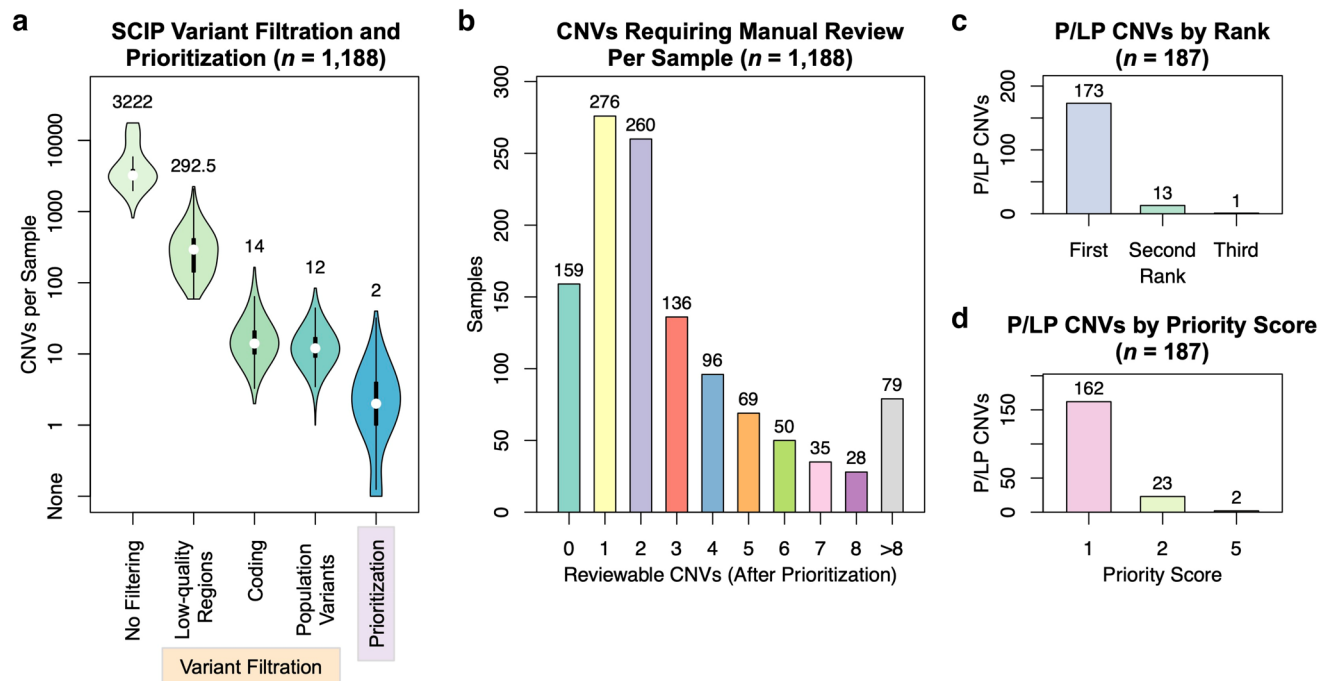 a
SCIP Variant Filtration and
Prioritization (n = 1,188)
CNVs per Sample
10000
1000
100
10
1
None
3222
292.5
14
12
2
No Filtering
Low-quality
Regions
Coding
Population
Variants
Prioritization
Variant Filtration
b
CNVs Requiring Manual Review
Per Sample (n = 1,188)
Samples
300
250
200
150
100
50
0
159
276
260
136
96
69
50
35
28
79
0 1 2 3 4 5 6 7 8 >8
Reviewable CNVs (After Prioritization)
c
P/LP CNVs by Rank
(n = 187)
P/LP CNVs
200
100
0
173
13
1
First Second Third
Rank
d
P/LP CNVs by Priority Score
(n = 187)
P/LP CNVs
150
50
0
162
23
2
1 2 5
Priority Score